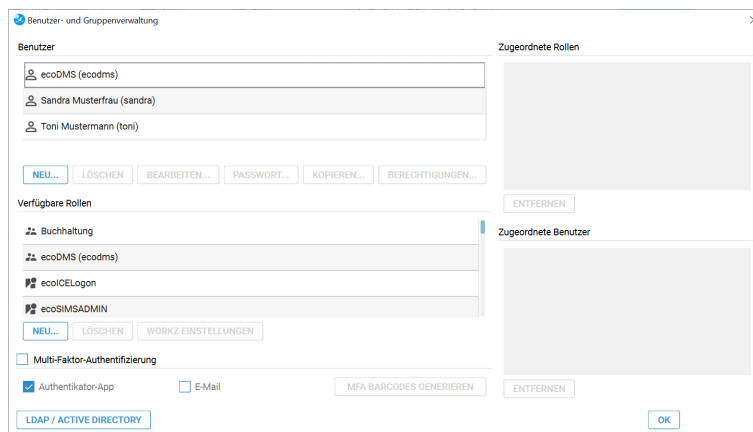 Benutzer- und Gruppenverwaltung
Benutzer
ecoDMS (ecodms)
Sandra Musterfrau (sandra)
Toni Mustermann (toni)
NEU... LÖSCHEN BEARBEITEN... PASSWORT... KOPIEREN... BERECHTIGUNGEN...
Verfügbare Rollen
Buchhaltung
ecoDMS (ecodms)
ecoICELogon
ecoSIMSADMIN
NEU... LÖSCHEN WORKZ EINSTELLUNGEN
Multi-Faktor-Authentifizierung
Authentikator-App E-Mail MFA BARCODES GENERIEREN
LDAP / ACTIVE DIRECTORY
Zugeordnete Rollen
ENTFERNEN
Zugeordnete Benutzer
ENTFERNEN
OK